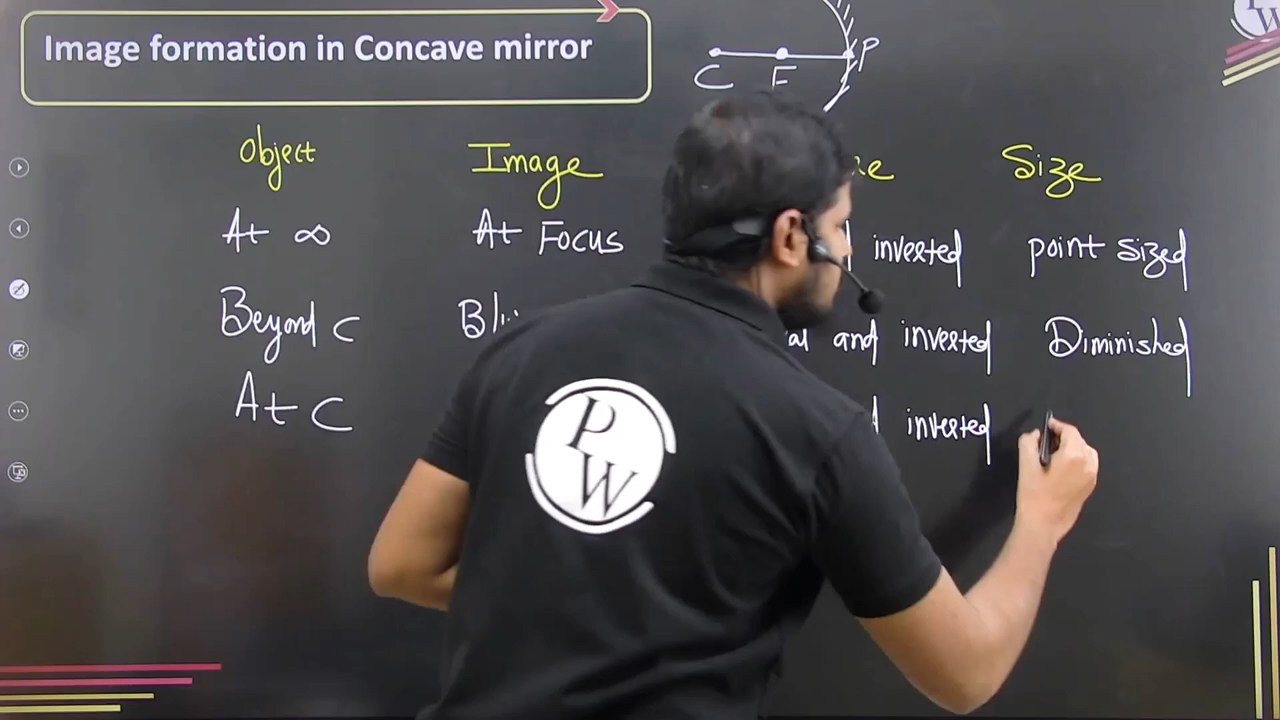 Image formation in Concave mirror
P
C F
Object Image Size
At ∞ At Focus inverted point sized
Beyond C and inverted Diminished
At C inverted
P
W
P
W